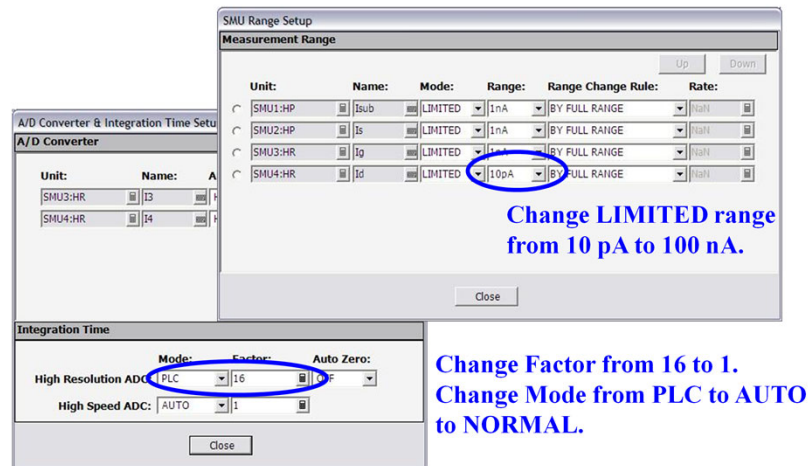 SMU Range Setup
Measurement Range
Up Down
Unit: Name: Mode: Range: Range Change Rule: Rate:
SMU1:HP Isub LIMITED 1nA BY FULL RANGE NaN
SMU2:HP Is LIMITED 1nA BY FULL RANGE NaN
SMU3:HR Ig LIMITED 1nA BY FULL RANGE NaN
SMU4:HR Id LIMITED 10pA BY FULL RANGE NaN
Change LIMITED range
from 10 pA to 100 nA.
Close
A/D Converter & Integration Time Setu
A/D Converter
Unit: Name: A
SMU3:HR I3 H
SMU4:HR I4 H
Integration Time
Mode: Factor: Auto Zero:
High Resolution ADC: PLC 16 OFF
High Speed ADC: AUTO 1
Close
Change Factor from 16 to 1.
Change Mode from PLC to AUTO
to NORMAL.